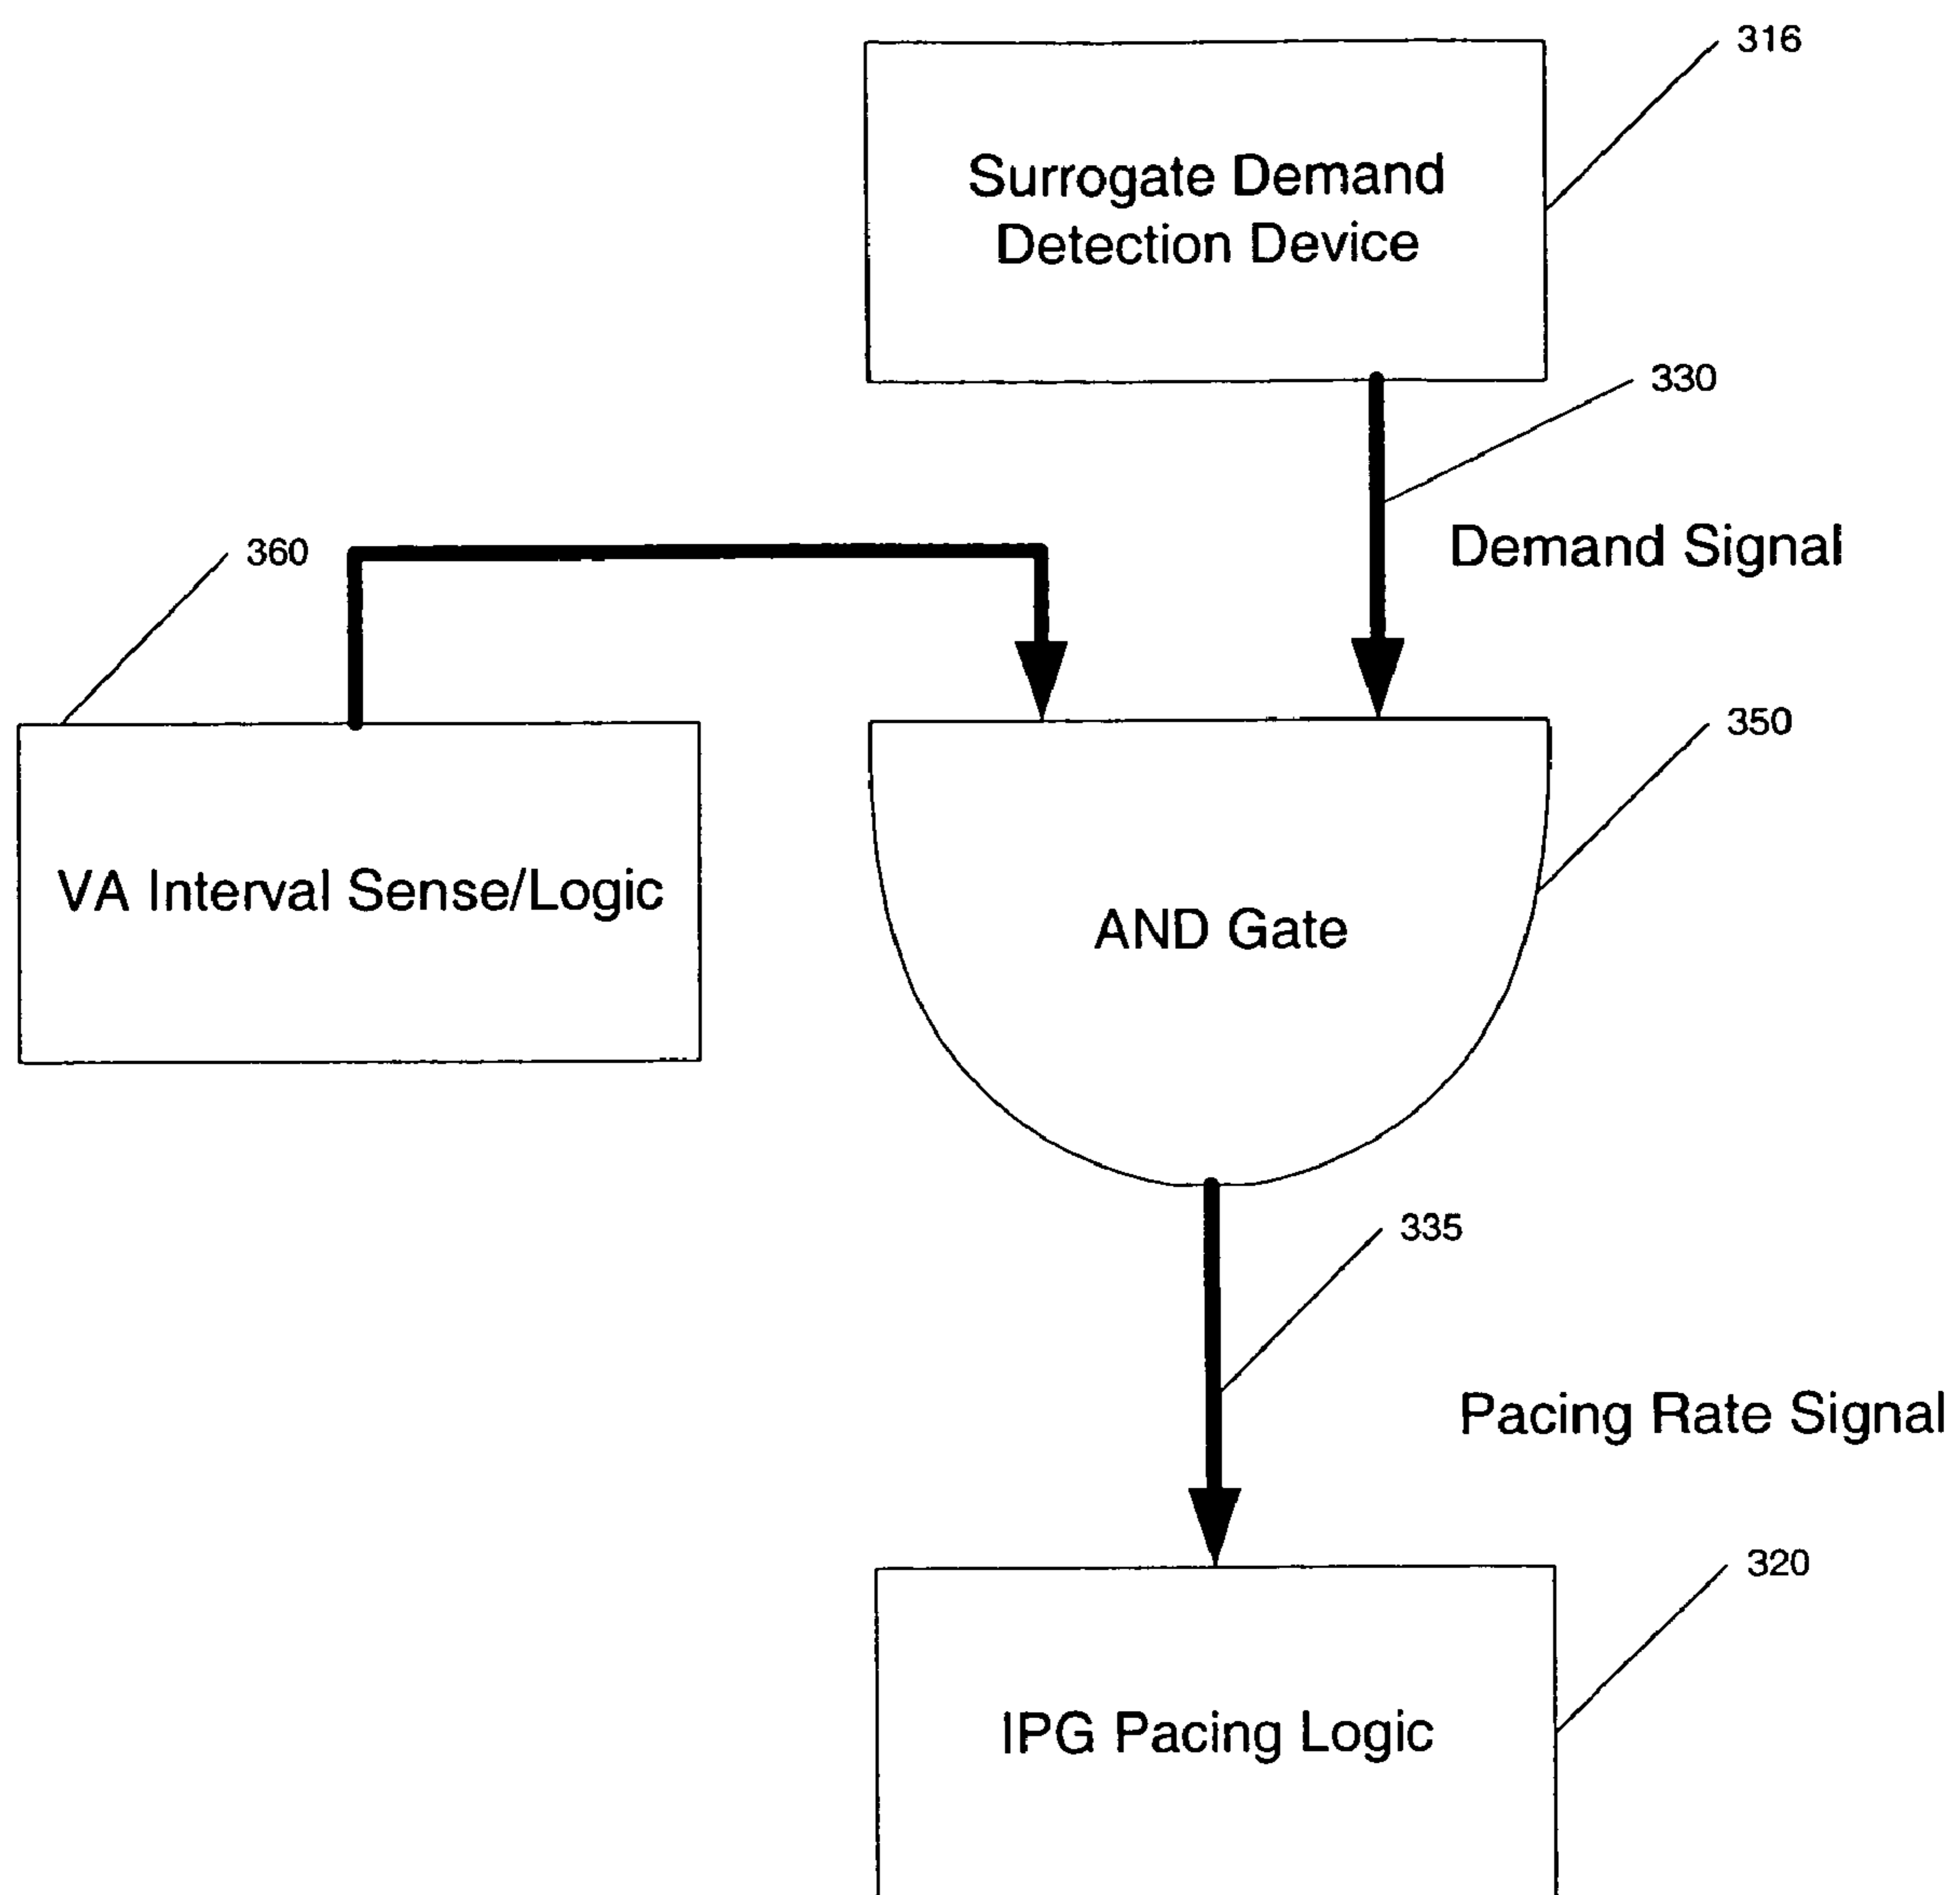 316
Surrogate Demand
Detection Device
330
Demand Signal
360
350
VA Interval Sense/Logic
AND Gate
335
Pacing Rate Signal
320
IPG Pacing Logic